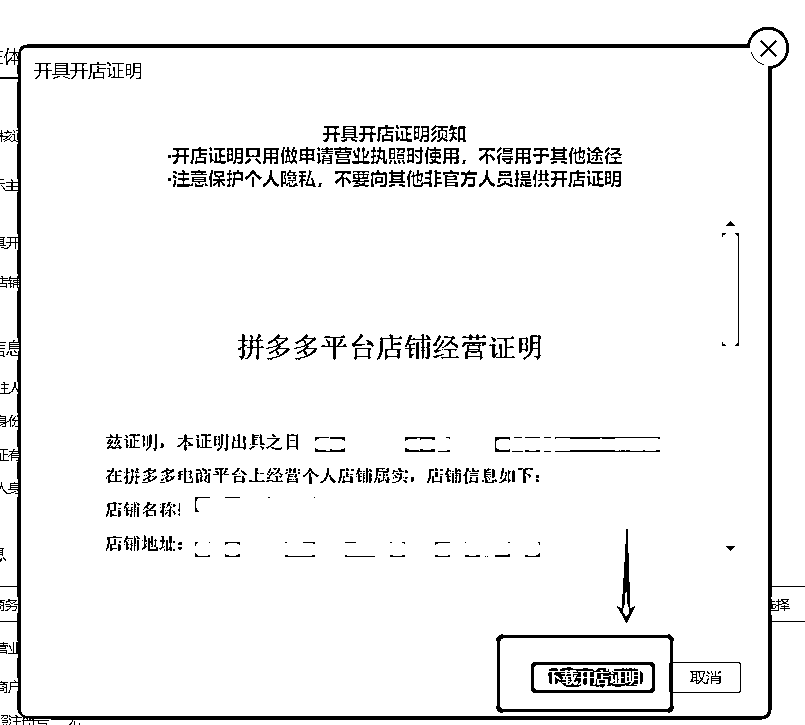 开具开店证明
开具开店证明须知
·开店证明只用做申请营业执照时使用，不得用于其他途径
·注意保护个人隐私，不要向其他非官方人员提供开店证明
拼多多平台店铺经营证明
兹证明，本证明出具之日
在拼多多电商平台上经营个人店铺属实，店铺信息如下：
店铺名称：
店铺地址：
下载开店证明 取消